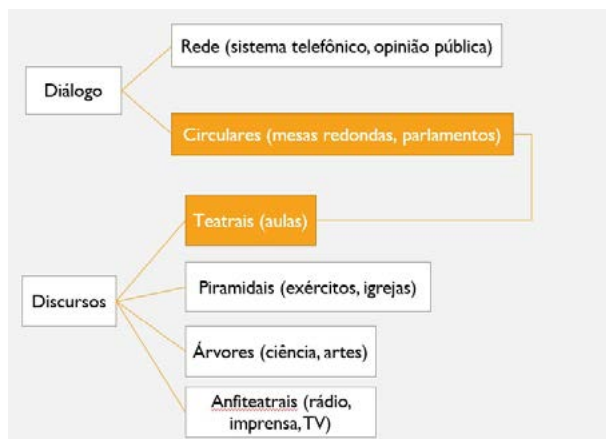 Rede (sistema telefônico, opinião pública)
Diálogo
Circulares (mesas redondas, parlamentos)
Teatrais (aulas)
Piramidais (exércitos, igrejas)
Discursos
Árvores (ciência, artes)
Anfiteatrais (rádio,
imprensa, TV)